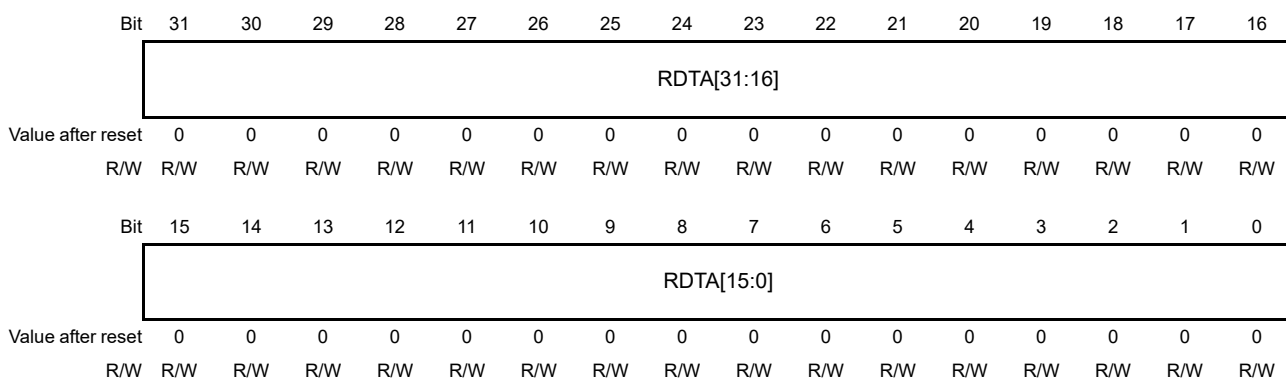 Bit 31 30 29 28 27 26 25 24 23 22 21 20 19 18 17 16
RDTA[31:16]
Value after reset 0 0 0 0 0 0 0 0 0 0 0 0 0 0 0 0
R/W R/W R/W R/W R/W R/W R/W R/W R/W R/W R/W R/W R/W R/W R/W R/W R/W
Bit 15 14 13 12 11 10 9 8 7 6 5 4 3 2 1 0
RDTA[15:0]
Value after reset 0 0 0 0 0 0 0 0 0 0 0 0 0 0 0 0
R/W R/W R/W R/W R/W R/W R/W R/W R/W R/W R/W R/W R/W R/W R/W R/W R/W